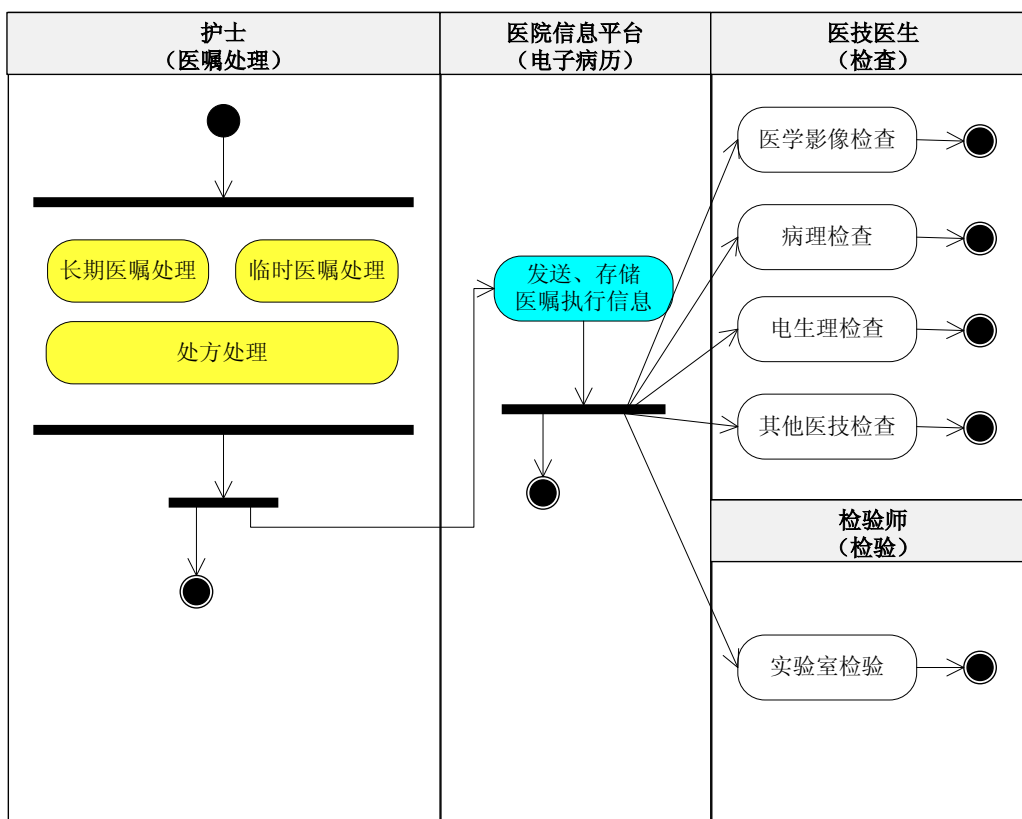 护士
（医嘱处理）
医院信息平台
（电子病历）
医技医生
（检查）
长期医嘱处理
临时医嘱处理
处方处理
发送、存储
医嘱执行信息
医学影像检查
病理检查
电生理检查
其他医技检查
检验师
（检验）
实验室检验